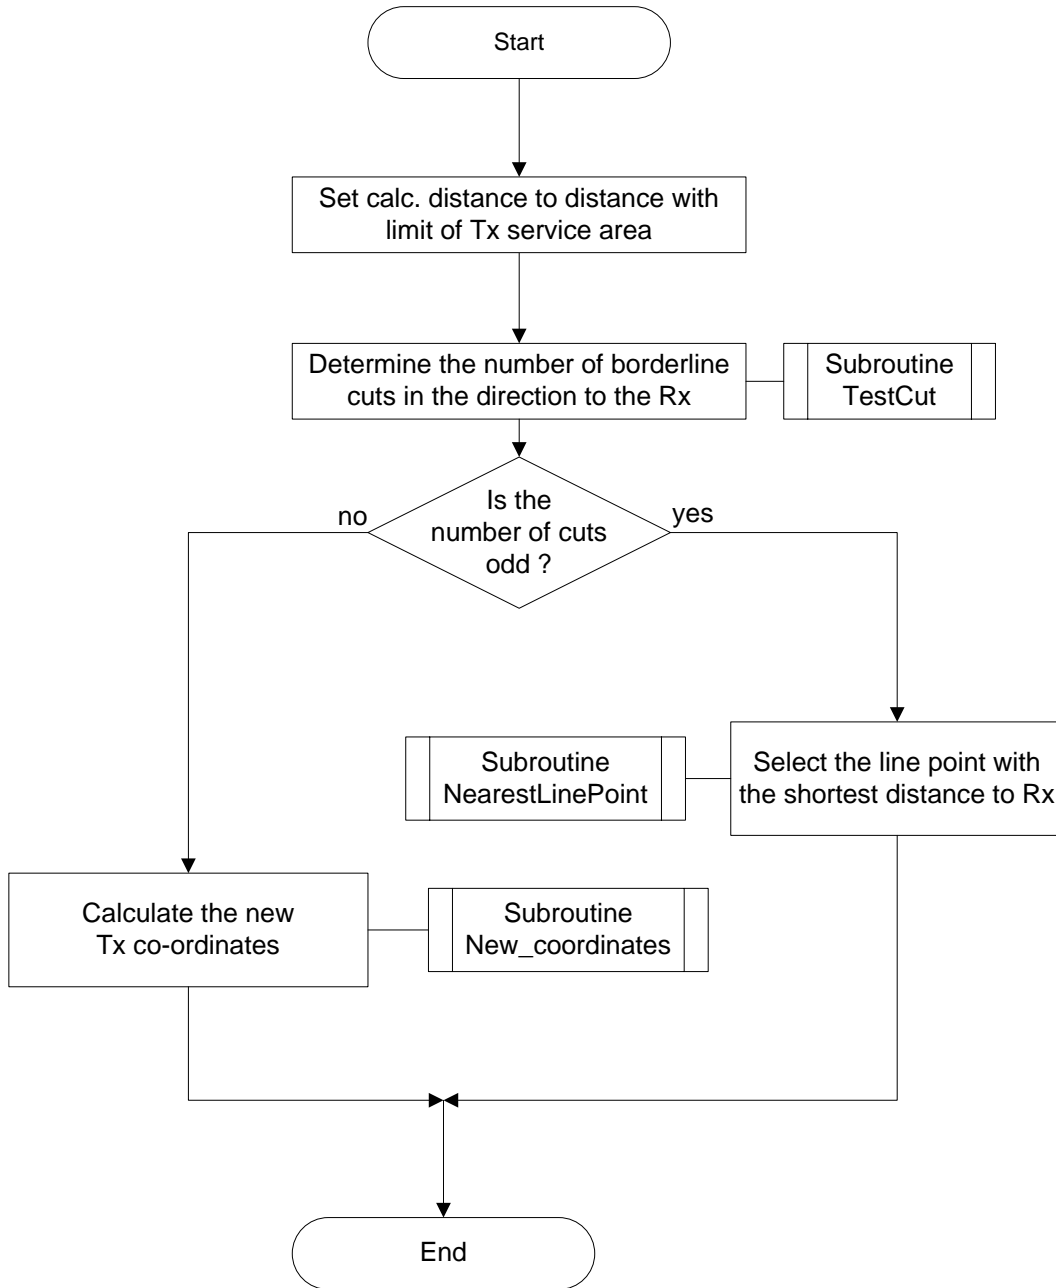 Start
Set calc. distance to distance with
limit of Tx service area
Determine the number of borderline
cuts in the direction to the Rx
Subroutine
TestCut
Is the
number of cuts
odd ?
no
yes
Subroutine
NearestLinePoint
Select the line point with
the shortest distance to Rx
Calculate the new
Tx co-ordinates
Subroutine
New_coordinates
End